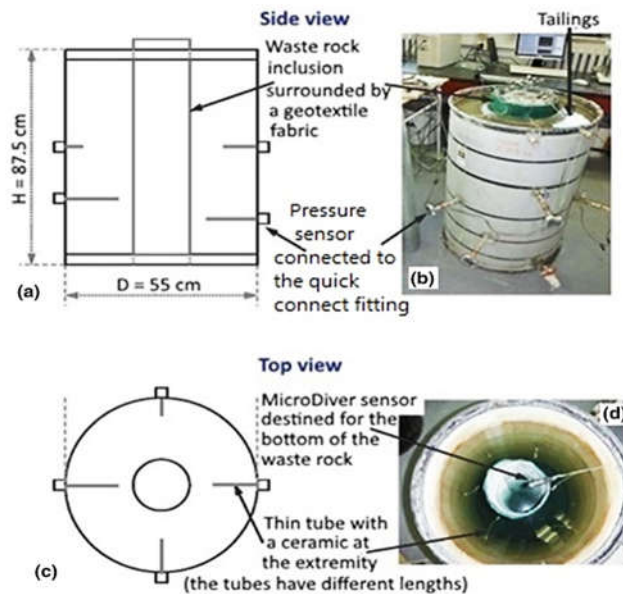 Side view
Tailings
Waste rock
inclusion
surrounded by
a geotextile
fabric
H = 87.5 cm
Pressure
sensor
connected to
the quick
connect fitting
(a)
D = 55 cm
(b)
Top view
MicroDiver sensor
destined for the
bottom of the
waste rock
(d)
Thin tube with
a ceramic at
the extremity
(the tubes have different lengths)
(c)